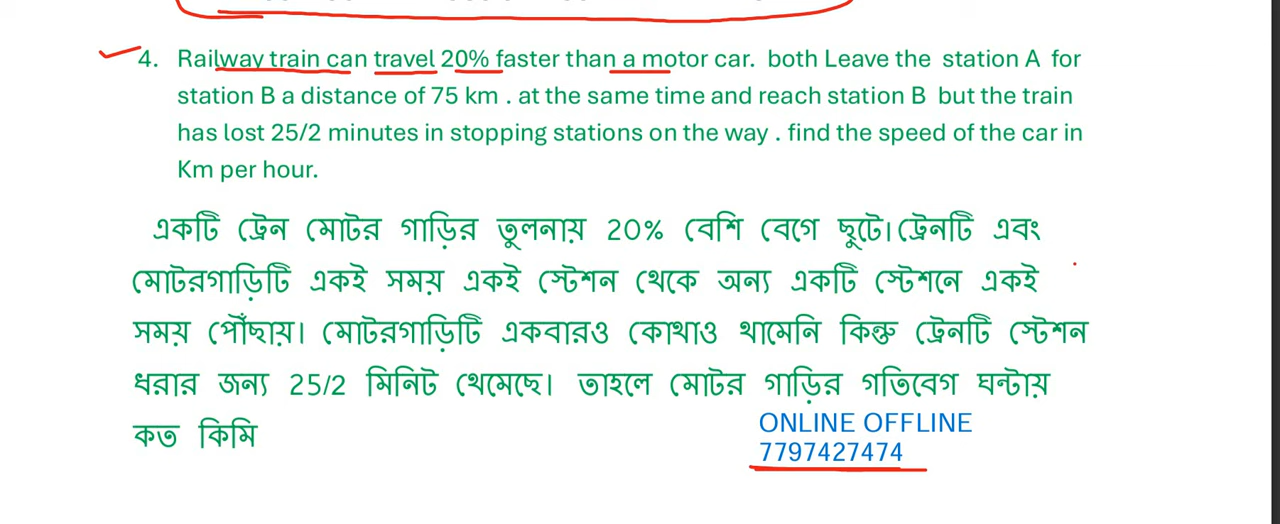 4. Railway train can travel 20% faster than a motor car. both Leave the station A for
station B a distance of 75 km . at the same time and reach station B but the train
has lost 25/2 minutes in stopping stations on the way . find the speed of the car in
Km per hour.
একটি ট্রেন মোটর গাড়ির তুলনায় 20% বেশি বেগে ছুটে। ট্রেনটি এবং
মোটরগাড়িটি একই সময় একই স্টেশন থেকে অন্য একটি স্টেশনে একই
সময় পৌঁছায়। মোটরগাড়িটি একবারও কোথাও থামেনি কিন্তু ট্রেনটি স্টেশন
ধরার জন্য 25/2 মিনিট থেমেছে। তাহলে মোটর গাড়ির গতিবেগ ঘন্টায়
কত কিমি
ONLINE OFFLINE
7797427474